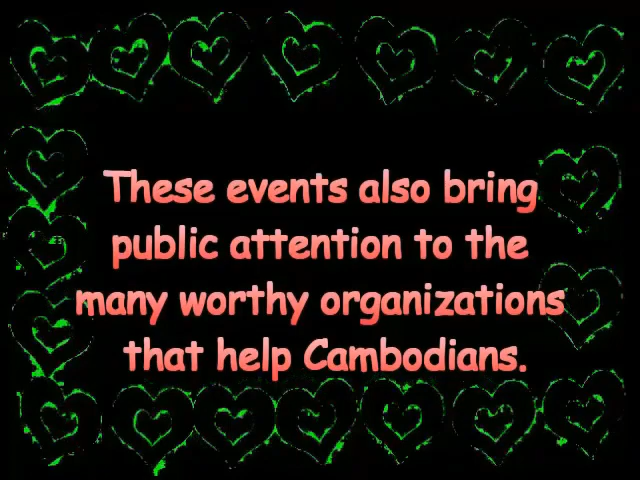 These events also bring
public attention to the
many worthy organizations
that help Cambodians.